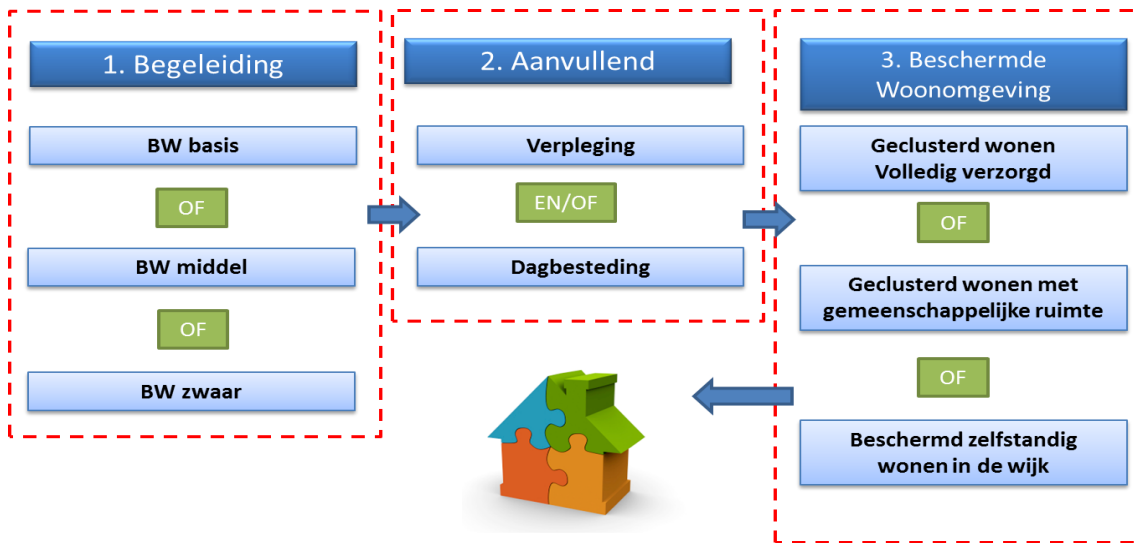 1. Begeleiding
BW basis
OF
BW middel
OF
BW zwaar
2. Aanvullend
Verpleging
EN/OF
Dagbesteding
3. Beschermde
Woonomgeving
Geclusterd wonen
Volledig verzorgd
OF
Geclusterd wonen met
gemeenschappelijke ruimte
OF
Beschermd zelfstandig
wonen in de wijk